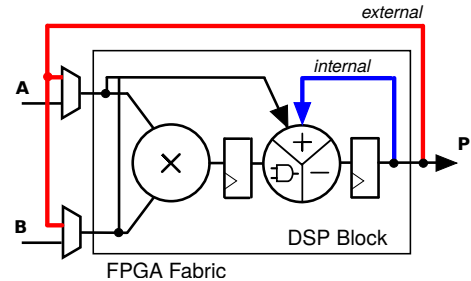 external
internal
A
×
+
−
P
B
DSP Block
FPGA Fabric